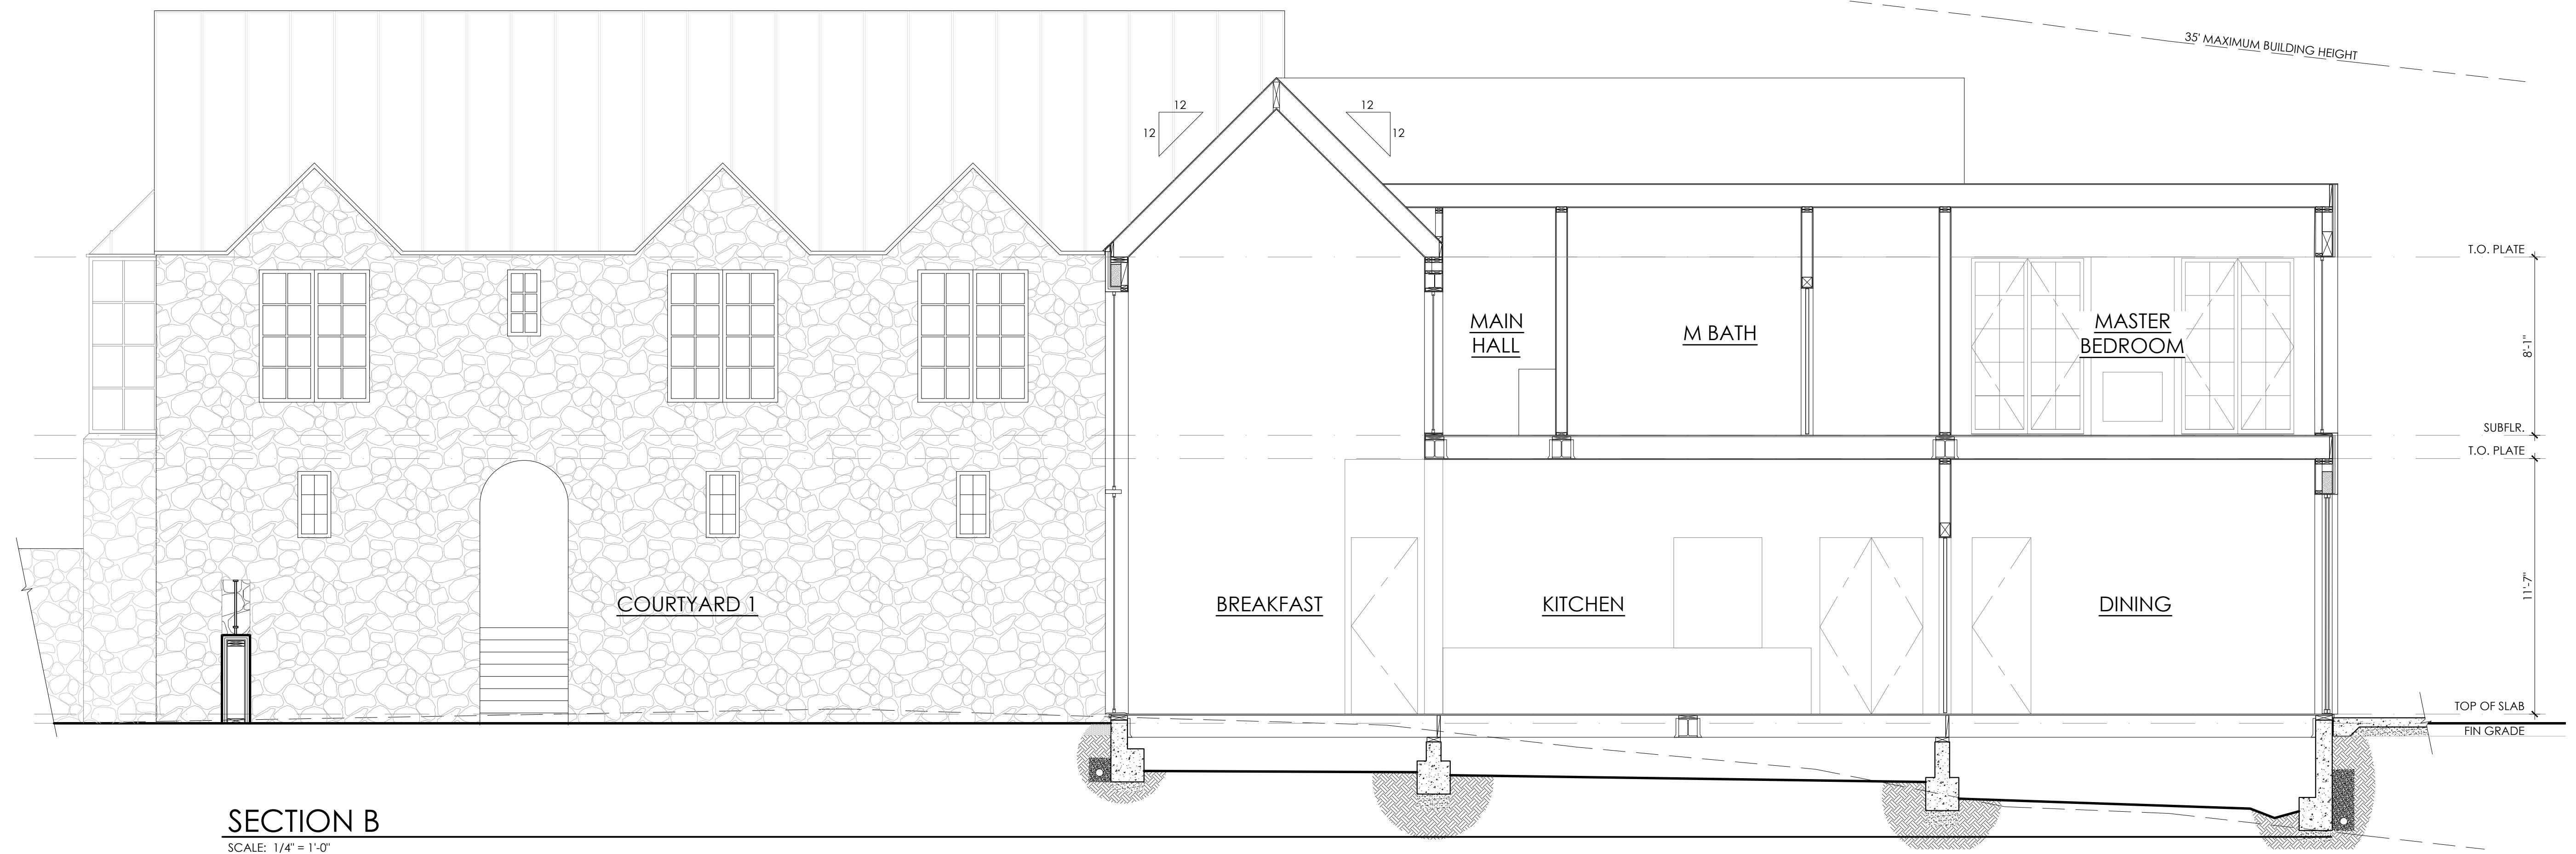 35' MAXIMUM BUILDING HEIGHT
12
12
12
12
T.O. PLATE
MAIN
HALL
M BATH
MASTER
BEDROOM
8'-1"
SUBFLR.
T.O. PLATE
COURTYARD 1
BREAKFAST
KITCHEN
DINING
11'-7"
TOP OF SLAB
FIN GRADE
SECTION B
SCALE: 1/4" = 1'-0"